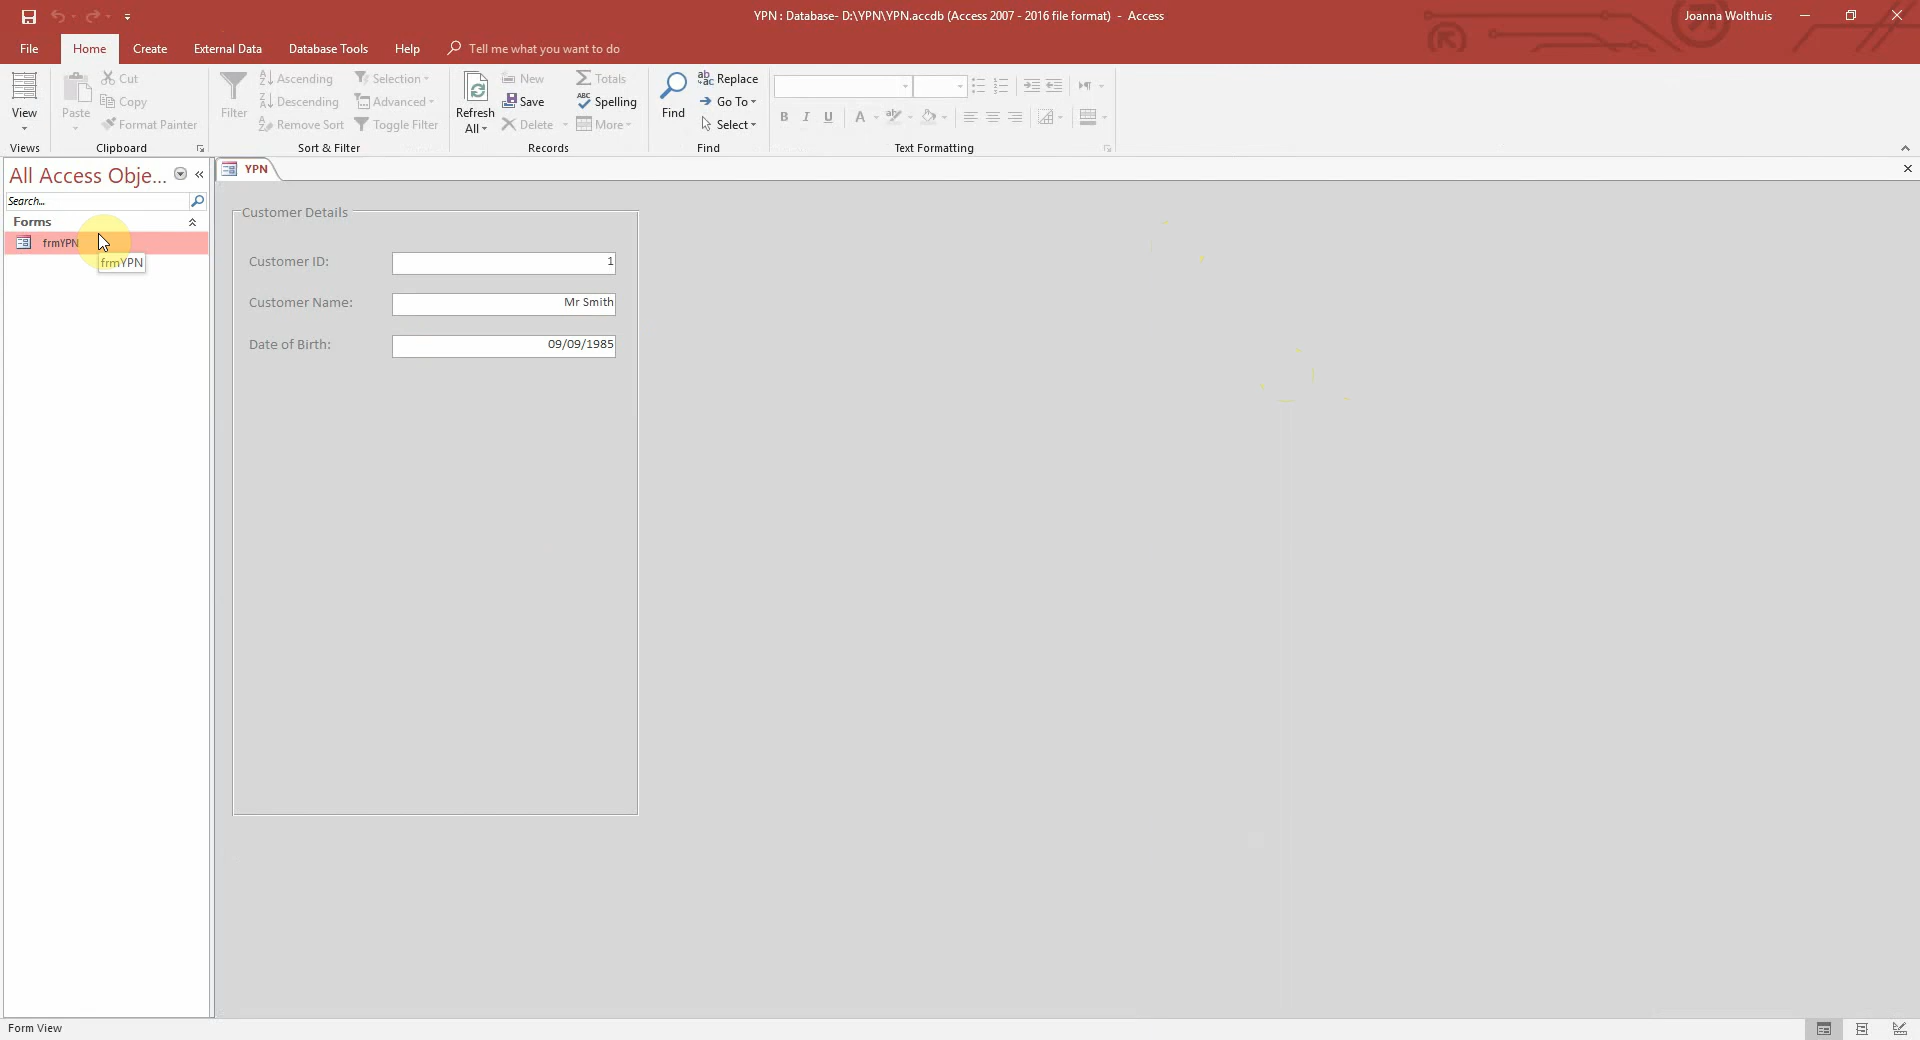 YPN : Database- D:\YPN\YPN.accdb (Access 2007 - 2016 file format) - Access
Joanna Wolthuis
File Home Create External Data Database Tools Help Tell me what you want to do
View
Views
Paste
Cut
Copy
Format Painter
Clipboard
Filter
Ascending
Descending
Remove Sort
Selection
Advanced
Toggle Filter
Sort & Filter
Refresh
All
New
Save
Delete
Totals
Spelling
More
Records
Find
Replace
Go To
Select
Find
B I U A
Text Formatting
All Access Obje...
Search...
Forms
frmYPN
frmYPN
YPN
Customer Details
Customer ID: 1
Customer Name: Mr Smith
Date of Birth: 09/09/1985
Form View